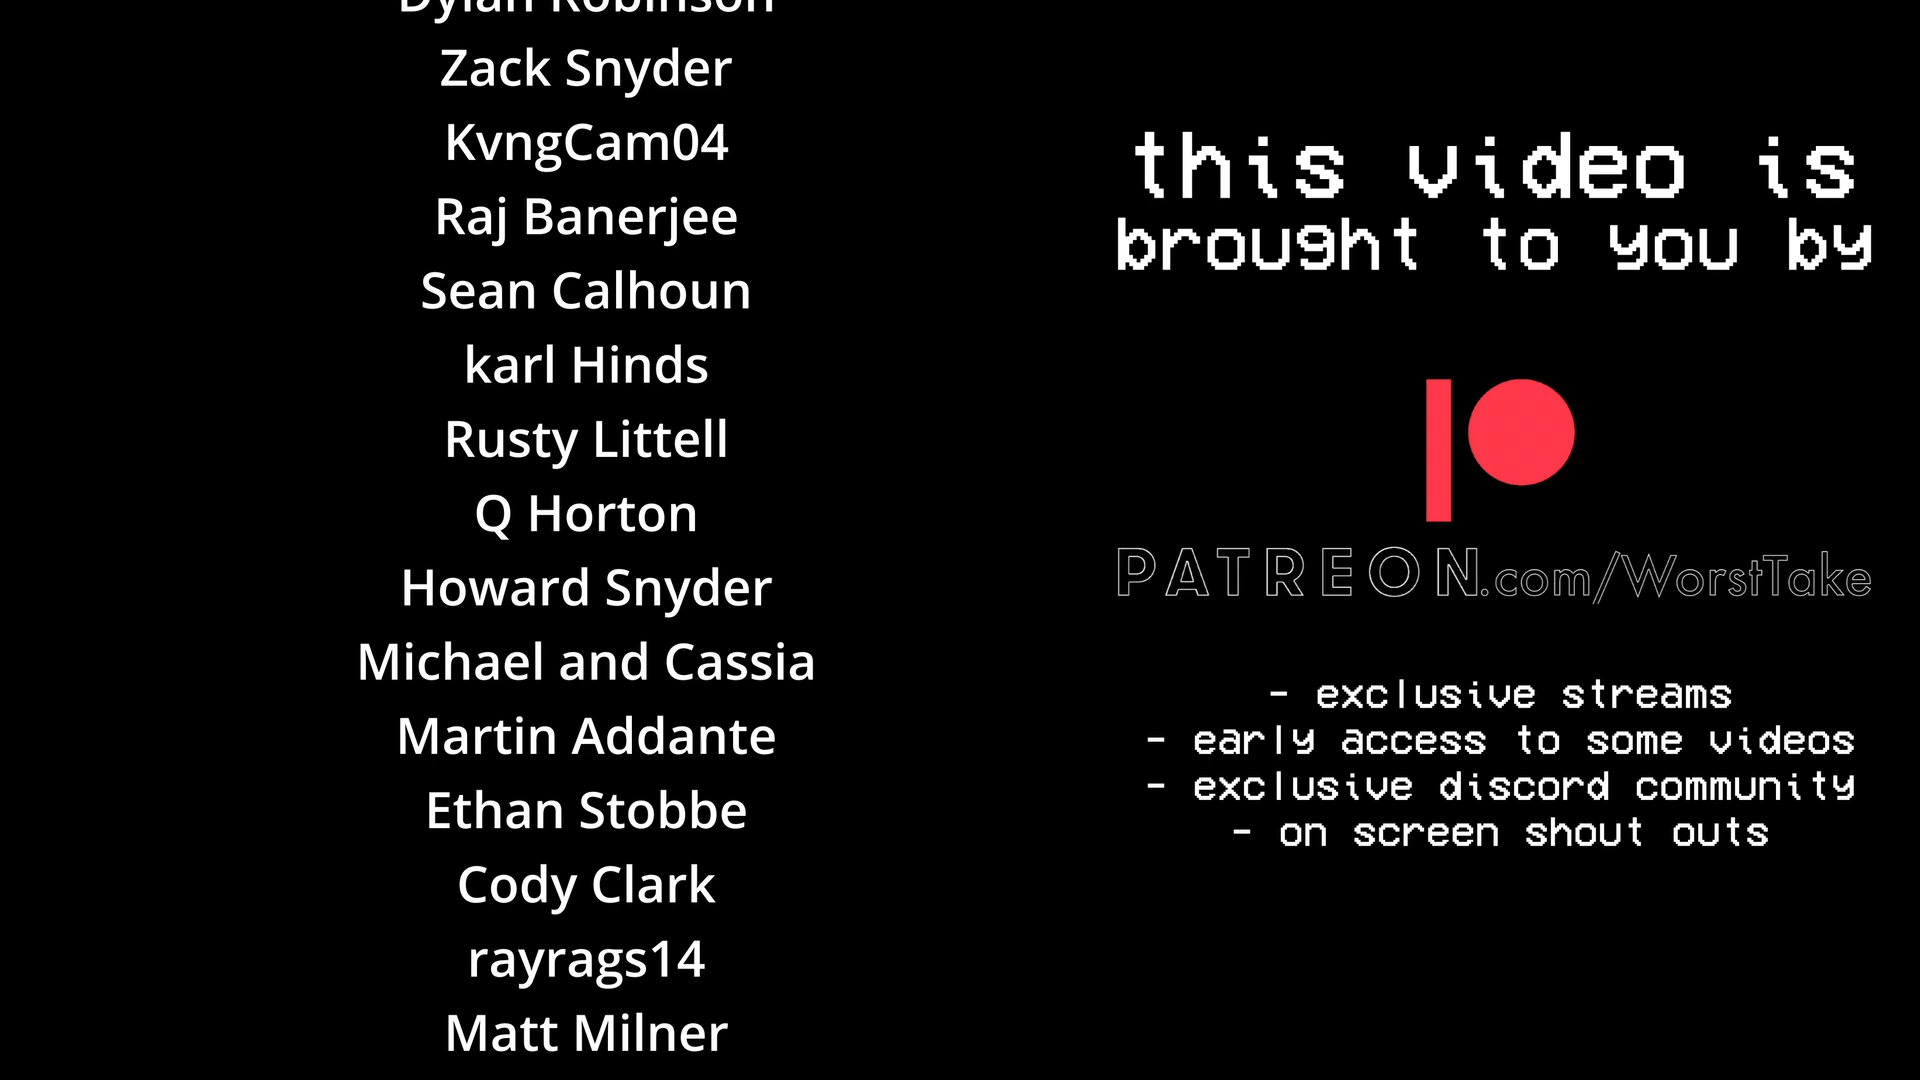 Dylan Robinson
Zack Snyder
KvngCam04
Raj Banerjee
Sean Calhoun
karl Hinds
Rusty Littell
Q Horton
Howard Snyder
Michael and Cassia
Martin Addante
Ethan Stobbe
Cody Clark
rayrags14
Matt Milner
this video is
brought to you by
PATREON.com/WorstTake
- exclusive streams
- early access to some videos
- exclusive discord community
- on screen shout outs